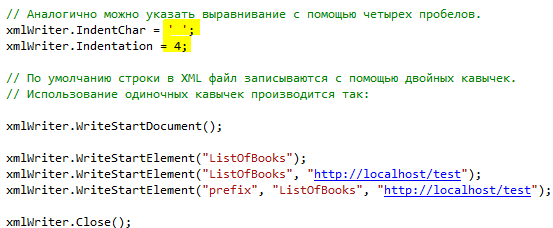 // Аналогично можно указать выравнивание с помощью четырех пробелов.
xmlWriter.IndentChar = ' ';
xmlWriter.Indentation = 4;
// По умолчанию строки в XML файл записываются с помощью двойных кавычек.
// Использование одиночных кавычек производится так:
xmlWriter.WriteStartDocument();
xmlWriter.WriteStartElement("ListOfBooks");
xmlWriter.WriteStartElement("ListOfBooks", "http://localhost/test");
xmlWriter.WriteStartElement("prefix", "ListOfBooks", "http://localhost/test");
xmlWriter.Close();